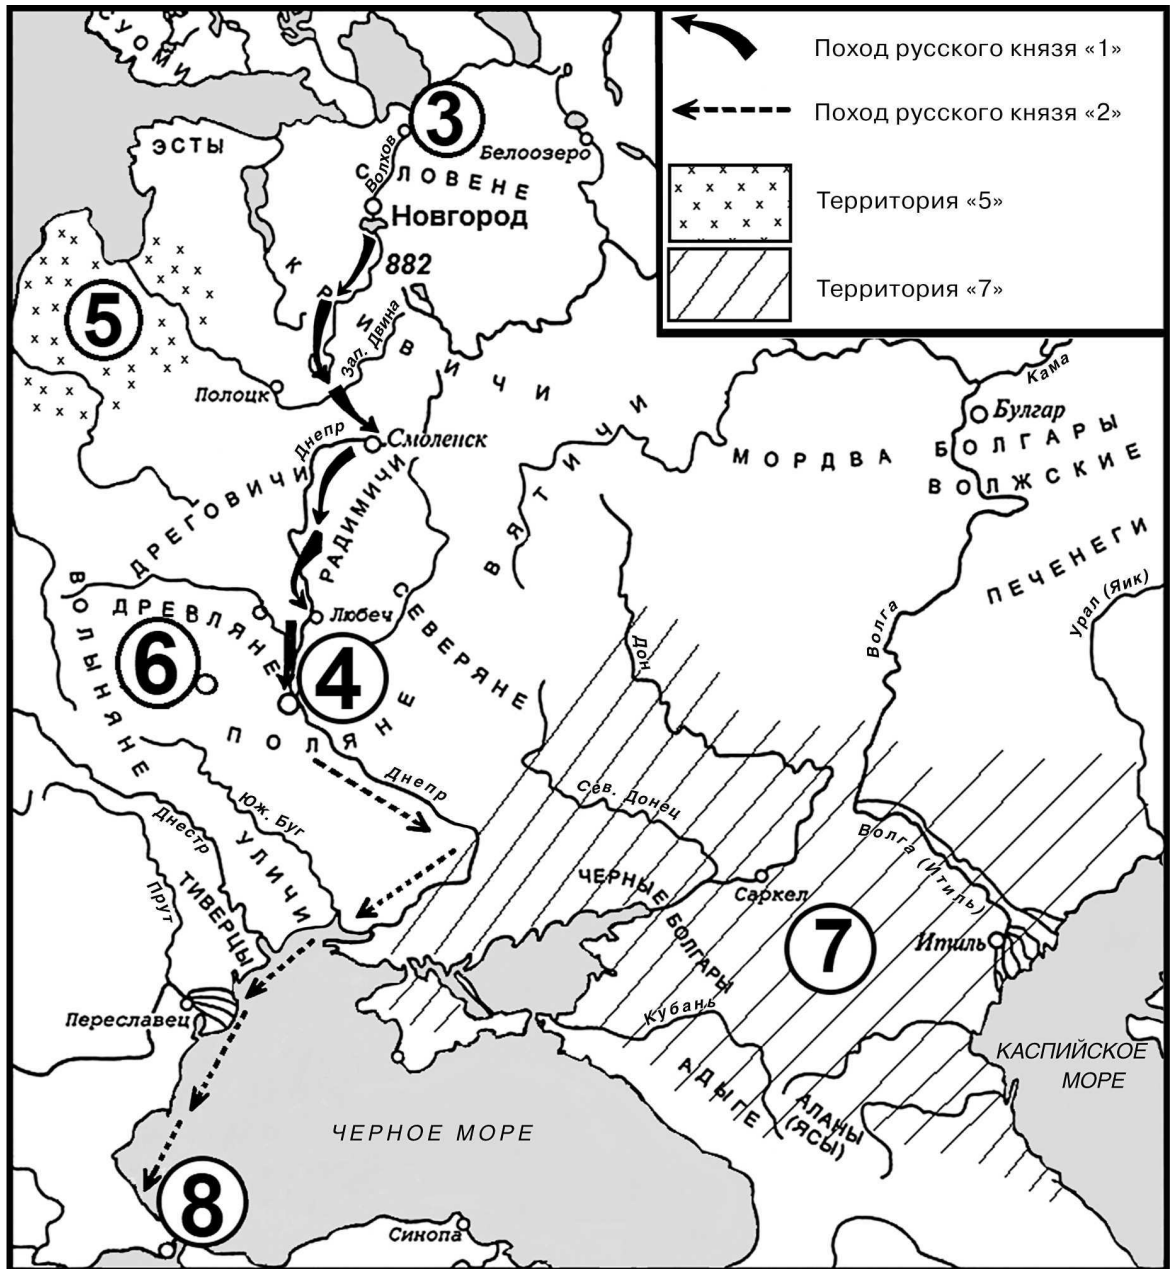 Поход русского князя «1»
Поход русского князя «2»
Территория «5»
Территория «7»
СУОМИ
3
ЭСТЫ
Волхов
Белоозеро
СЛОВЕНЕ
Новгород
882
КРИВИЧИ
5
Зап. Двина
Полоцк
Кама
Булгар
Днепр
Смоленск
МОРДВА
БОЛГАРЫ
ВОЛЖСКИЕ
ВЯТИЧИ
ДРЕГОВИЧИ
РАДИМИЧИ
ПЕЧЕНЕГИ
Урал (Яик)
Волга
ВОЛЫНЯНЕ
ДРЕВЛЯНЕ
Любеч
СЕВЕРЯНЕ
Дон
6
4
ПОЛЯНЕ
Днепр
Сев. Донец
Юж. Буг
Днестр
УЛИЧИ
Волга (Итиль)
Прут
ТИВЕРЦЫ
ЧЕРНЫЕ БОЛГАРЫ
Саркел
7
Итиль
Переславец
Кубань
КАСПИЙСКОЕ
МОРЕ
АДЫГЕ
АЛАНЫ
(ЯСЫ)
ЧЕРНОЕ МОРЕ
8
Синопа